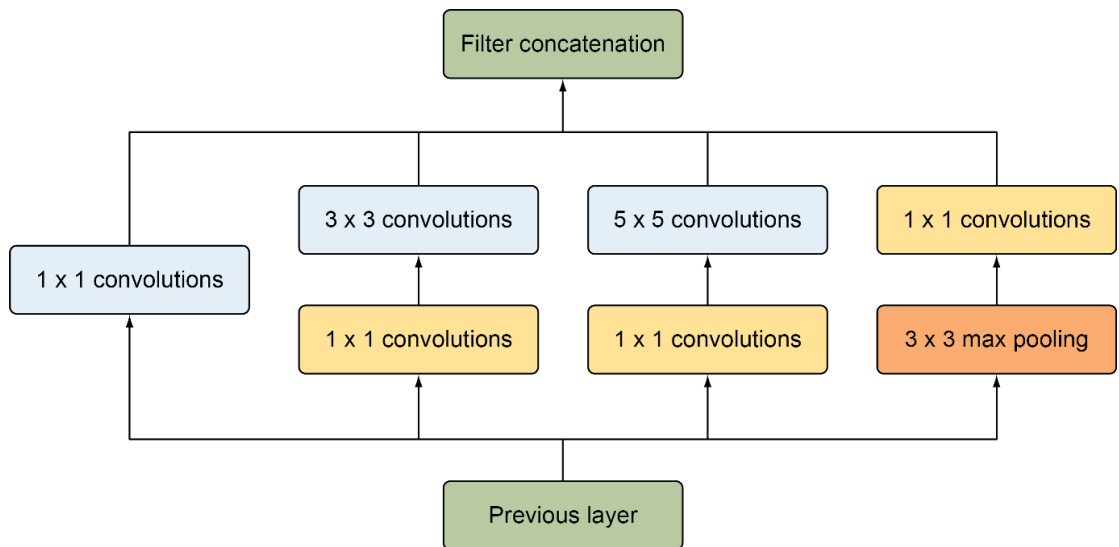 Filter concatenation
3 x 3 convolutions
5 x 5 convolutions
1 x 1 convolutions
1 x 1 convolutions
1 x 1 convolutions
1 x 1 convolutions
3 x 3 max pooling
Previous layer